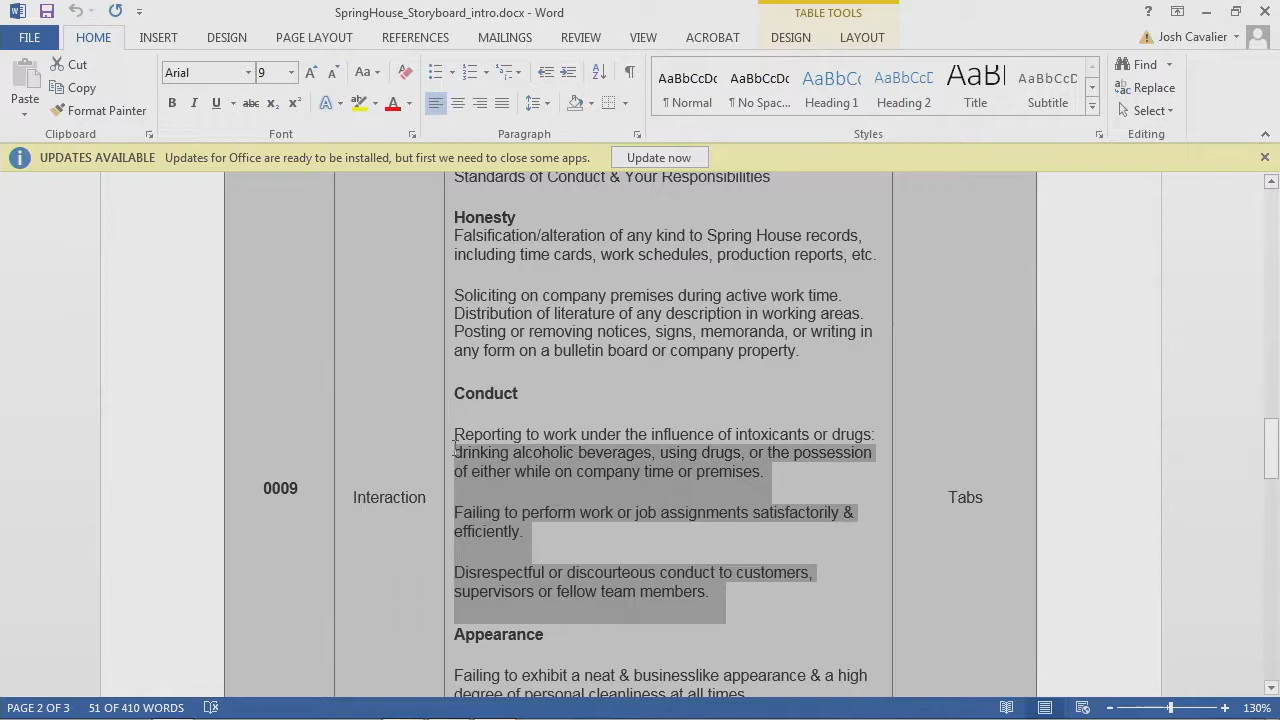 SpringHouse_Storyboard_intro.docx - Word
TABLE TOOLS
FILE HOME INSERT DESIGN PAGE LAYOUT REFERENCES MAILINGS REVIEW VIEW ACROBAT DESIGN LAYOUT Josh Cavalier
Paste
Cut
Copy
Format Painter
Clipboard
Arial 9
Font
Paragraph
AaBbCcDc AaBbCcDc AaBbCc AaBbCcD AaB AaBbCcD
¶ Normal ¶ No Spac... Heading 1 Heading 2 Title Subtitle
Styles
Find
Replace
Select
Editing
UPDATES AVAILABLE Updates for Office are ready to be installed, but first we need to close some apps. Update now
Standards of Conduct & Your Responsibilities
Honesty
Falsification/alteration of any kind to Spring House records,
including time cards, work schedules, production reports, etc.
Soliciting on company premises during active work time.
Distribution of literature of any description in working areas.
Posting or removing notices, signs, memoranda, or writing in
any form on a bulletin board or company property.
Conduct
Reporting to work under the influence of intoxicants or drugs:
drinking alcoholic beverages, using drugs, or the possession
of either while on company time or premises.
0009
Interaction
Tabs
Failing to perform work or job assignments satisfactorily &
efficiently.
Disrespectful or discourteous conduct to customers,
supervisors or fellow team members.
Appearance
Failing to exhibit a neat & businesslike appearance & a high
degree of personal cleanliness at all times.
PAGE 2 OF 3 51 OF 410 WORDS 130%